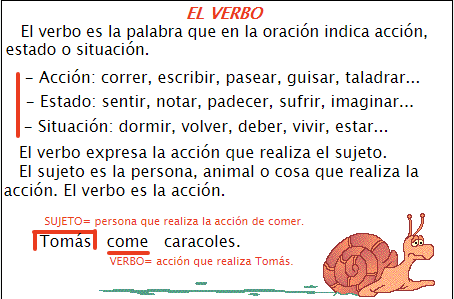 EL VERBO
El verbo es la palabra que en la oración indica acción,
estado o situación.
- Acción: correr, escribir, pasear, guisar, taladrar...
- Estado: sentir, notar, padecer, sufrir, imaginar...
- Situación: dormir, volver, deber, vivir, estar...
El verbo expresa la acción que realiza el sujeto.
El sujeto es la persona, animal o cosa que realiza la
acción. El verbo es la acción.
SUJETO= persona que realiza la acción de comer.
Tomás come caracoles.
VERBO= acción que realiza Tomás.